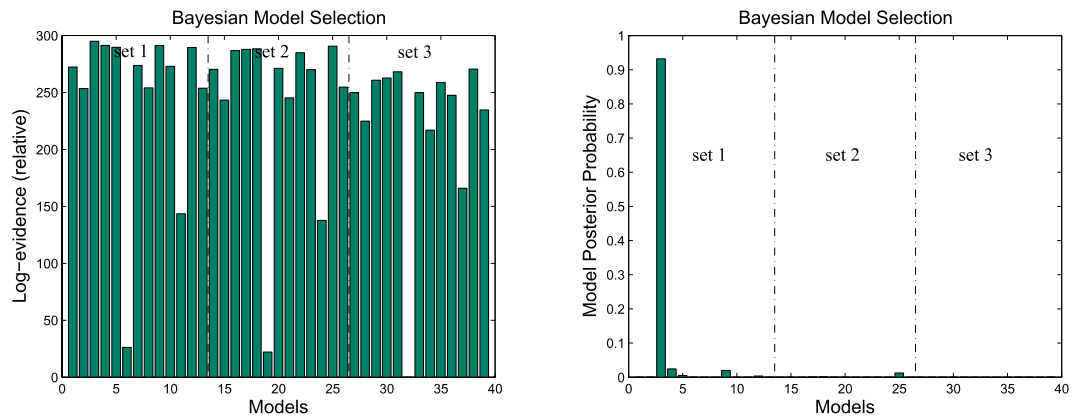 Bayesian Model Selection
Log−evidence (relative)
300
250
200
150
100
50
0
set 1
set 2
set 3
0 5 10 15 20 25 30 35 40
Models
Bayesian Model Selection
Model Posterior Probability
1
0.9
0.8
0.7
0.6
0.5
0.4
0.3
0.2
0.1
0
set 1
set 2
set 3
0 5 10 15 20 25 30 35 40
Models